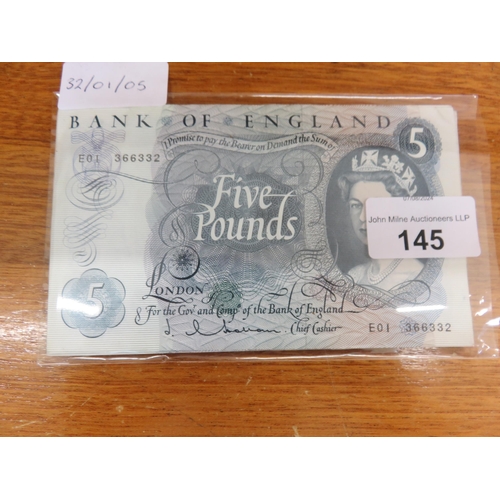 32/01/05
BANK OF ENGLAND
I Promise to pay the Bearer on Demand the Sum of
5
E01 366332
Five
Pounds
John Milne Auctioneers LLP
145
London
For the Gov.r and Comp.a of the Bank of England
5
Chief Cashier
E01 366332